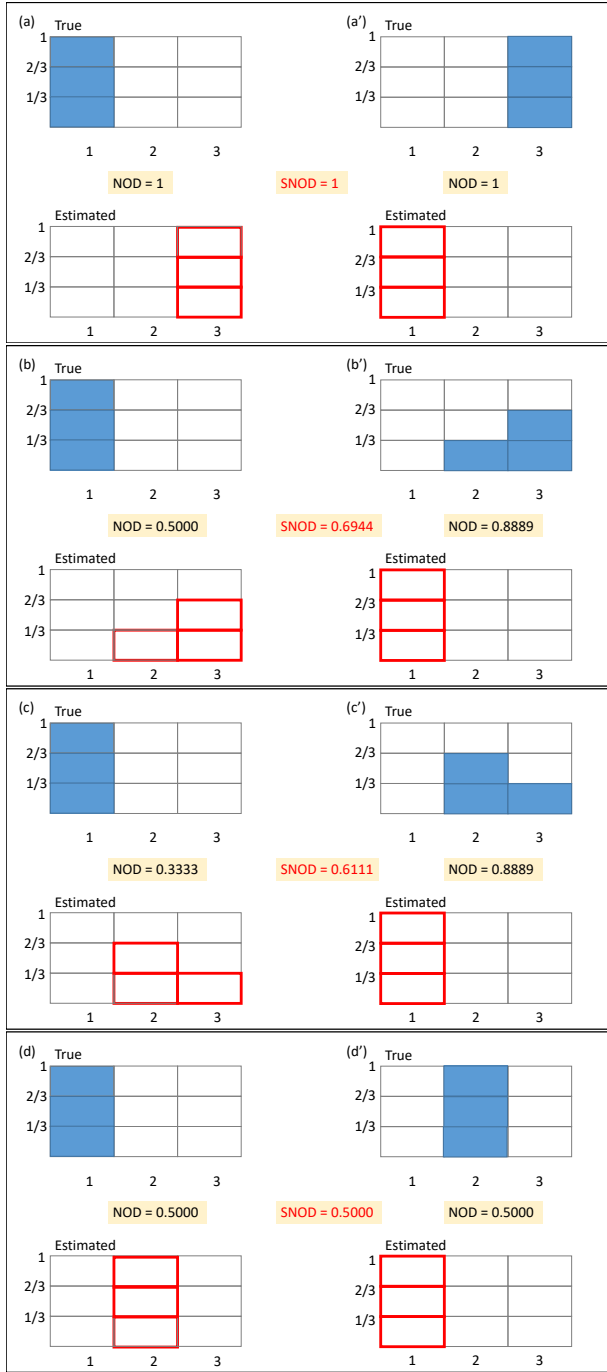 (a) True (a') True
1 1
2/3 2/3
1/3 1/3
1 2 3 1 2 3
NOD = 1 SNOD = 1 NOD = 1
Estimated Estimated
1 1
2/3 2/3
1/3 1/3
1 2 3 1 2 3
(b) True (b') True
1 1
2/3 2/3
1/3 1/3
1 2 3 1 2 3
NOD = 0.5000 SNOD = 0.6944 NOD = 0.8889
Estimated Estimated
1 1
2/3 2/3
1/3 1/3
1 2 3 1 2 3
(c) True (c') True
1 1
2/3 2/3
1/3 1/3
1 2 3 1 2 3
NOD = 0.3333 SNOD = 0.6111 NOD = 0.8889
Estimated Estimated
1 1
2/3 2/3
1/3 1/3
1 2 3 1 2 3
(d) True (d') True
1 1
2/3 2/3
1/3 1/3
1 2 3 1 2 3
NOD = 0.5000 SNOD = 0.5000 NOD = 0.5000
Estimated Estimated
1 1
2/3 2/3
1/3 1/3
1 2 3 1 2 3